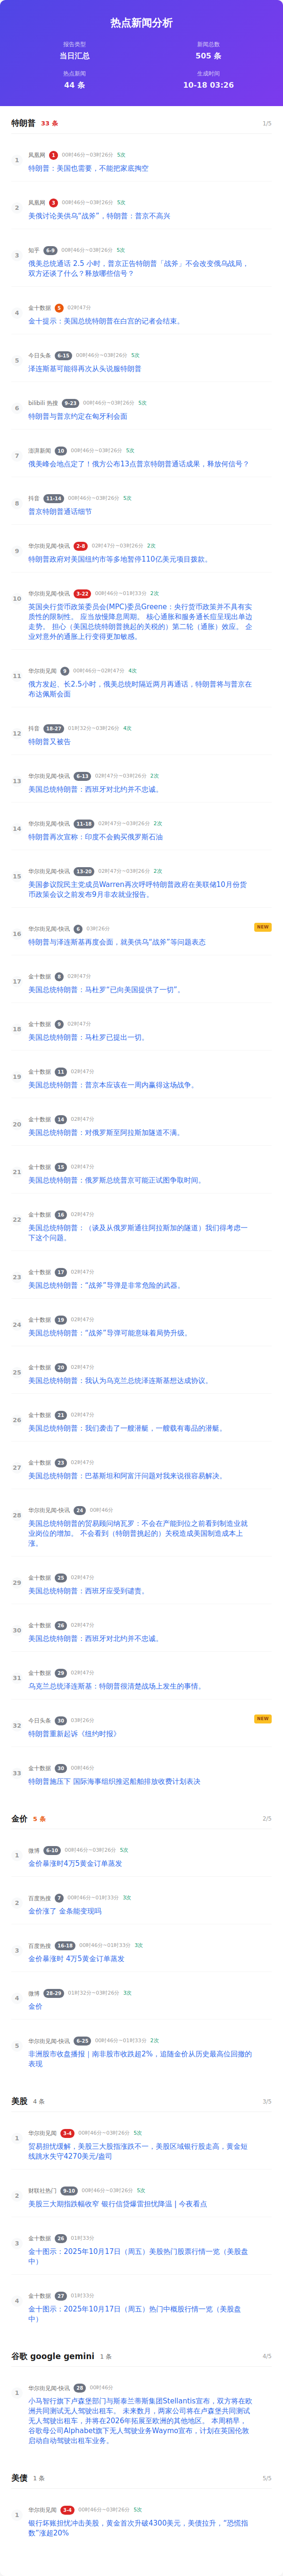 热点新闻分析
报告类型
当日汇总
新闻总数
505 条
热点新闻
44 条
生成时间
10-18 03:26
特朗普 33 条 1/5
1 凤凰网 1 00时46分~03时26分 5次
特朗普：美国也需要，不能把家底掏空
2 凤凰网 3 00时46分~03时26分 5次
美俄讨论美供乌“战斧”，特朗普：普京不高兴
3 知乎 6-9 00时46分~03时26分 5次
俄美总统通话 2.5 小时，普京正告特朗普「战斧」不会改变俄乌战局，
双方还谈了什么？释放哪些信号？
4 金十数据 5 02时47分
金十提示：美国总统特朗普在白宫的记者会结束。
5 今日头条 6-15 00时46分~03时26分 5次
泽连斯基可能得再次从头说服特朗普
6 bilibili 热搜 9-23 00时46分~03时26分 5次
特朗普与普京约定在匈牙利会面
7 澎湃新闻 10 00时46分~03时26分 5次
俄美峰会地点定了！俄方公布13点普京特朗普通话成果，释放何信号？
8 抖音 11-14 00时46分~03时26分 5次
普京特朗普通话细节
9 华尔街见闻-快讯 2-8 02时47分~03时26分 2次
特朗普政府对美国纽约市等多地暂停110亿美元项目拨款。
10 华尔街见闻-快讯 3-22 00时46分~01时33分 2次
英国央行货币政策委员会(MPC)委员Greene：央行货币政策并不具有实
质性的限制性。 应当放慢降息周期。 核心通胀和服务通长后呈现出单边
走势。 担心（美国总统特朗普挑起的关税的）第二轮（通胀）效应。 企
业对意外的通胀上行变得更加敏感。
11 华尔街见闻 9 00时46分~02时47分 4次
俄方发起、长2.5小时，俄美总统时隔近两月再通话，特朗普将与普京在
布达佩斯会面
12 抖音 18-27 01时32分~03时26分 4次
特朗普又被告
13 华尔街见闻-快讯 6-13 02时47分~03时26分 2次
美国总统特朗普：西班牙对北约并不忠诚。
14 华尔街见闻-快讯 11-18 02时47分~03时26分 2次
特朗普再次宣称：印度不会购买俄罗斯石油
15 华尔街见闻-快讯 13-20 02时47分~03时26分 2次
美国参议院民主党成员Warren再次呼呼特朗普政府在美联储10月份货
币政策会议之前发布9月非农就业报告。
16 华尔街见闻-快讯 6 03时26分 NEW
特朗普与泽连斯基再度会面，就美供乌“战斧”等问题表态
17 金十数据 8 02时47分
美国总统特朗普：马杜罗“已向美国提供了一切”。
18 金十数据 9 02时47分
美国总统特朗普：马杜罗已提出一切。
19 金十数据 11 02时47分
美国总统特朗普：普京本应该在一周内赢得这场战争。
20 金十数据 14 02时47分
美国总统特朗普：对俄罗斯至阿拉斯加隧道不满。
21 金十数据 15 02时47分
美国总统特朗普：俄罗斯总统普京可能正试图争取时间。
22 金十数据 16 02时47分
美国总统特朗普：（谈及从俄罗斯通往阿拉斯加的隧道）我们得考虑一
下这个问题。
23 金十数据 17 02时47分
美国总统特朗普：“战斧”导弹是非常危险的武器。
24 金十数据 19 02时47分
美国总统特朗普：“战斧”导弹可能意味着局势升级。
25 金十数据 20 02时47分
美国总统特朗普：我认为乌克兰总统泽连斯基想达成协议。
26 金十数据 21 02时47分
美国总统特朗普：我们袭击了一艘潜艇，一艘载有毒品的潜艇。
27 金十数据 23 02时47分
美国总统特朗普：巴基斯坦和阿富汗问题对我来说很容易解决。
28 华尔街见闻-快讯 24 00时46分
美国总统特朗普的贸易顾问纳瓦罗：不会在产能到位之前看到制造业就
业岗位的增加。 不会看到（特朗普挑起的）关税造成美国制造成本上
涨。
29 金十数据 25 02时47分
美国总统特朗普：西班牙应受到谴责。
30 金十数据 26 02时47分
美国总统特朗普：西班牙对北约并不忠诚。
31 金十数据 29 02时47分
乌克兰总统泽连斯基：特朗普很清楚战场上发生的事情。
32 今日头条 30 03时26分 NEW
特朗普重新起诉《纽约时报》
33 金十数据 30 00时46分
特朗普施压下 国际海事组织推迟船舶排放收费计划表决
金价 5 条 2/5
1 微博 6-10 00时46分~03时26分 5次
金价暴涨时4万5黄金订单蒸发
2 百度热搜 7 00时46分~01时33分 3次
金价涨了 金条能变现吗
3 百度热搜 16-18 00时46分~01时33分 3次
金价暴涨时 4万5黄金订单蒸发
4 微博 28-29 01时32分~03时26分 3次
金价
5 华尔街见闻-快讯 6-25 00时46分~01时33分 2次
非洲股市收盘播报｜南非股市收跌超2%，追随金价从历史最高位回撤的
表现
美股 4 条 3/5
1 华尔街见闻 3-4 00时46分~03时26分 5次
贸易担忧缓解，美股三大股指涨跌不一，美股区域银行股走高，黄金短
线跳水失守4270美元/盎司
2 财联社热门 9-10 00时46分~03时26分 5次
美股三大期指跌幅收窄 银行信贷爆雷担忧降温 | 今夜看点
3 金十数据 26 01时33分
金十图示：2025年10月17日（周五）美股热门股票行情一览（美股盘
中）
4 金十数据 27 01时33分
金十图示：2025年10月17日（周五）热门中概股行情一览（美股盘
中）
谷歌 google gemini 1 条 4/5
1 华尔街见闻-快讯 28 00时46分
小马智行旗下卢森堡部门与斯泰兰蒂斯集团Stellantis宣布，双方将在欧
洲共同测试无人驾驶出租车。 未来数月，两家公司将在卢森堡共同测试
无人驾驶出租车，并将在2026年拓展至欧洲的其他地区。 本周稍早，
谷歌母公司Alphabet旗下无人驾驶业务Waymo宣布，计划在英国伦敦
启动自动驾驶出租车业务。
美债 1 条 5/5
1 华尔街见闻 3-4 00时46分~03时26分 5次
银行坏账担忧冲击美股，黄金首次升破4300美元，美债拉升，“恐慌指
数”涨超20%